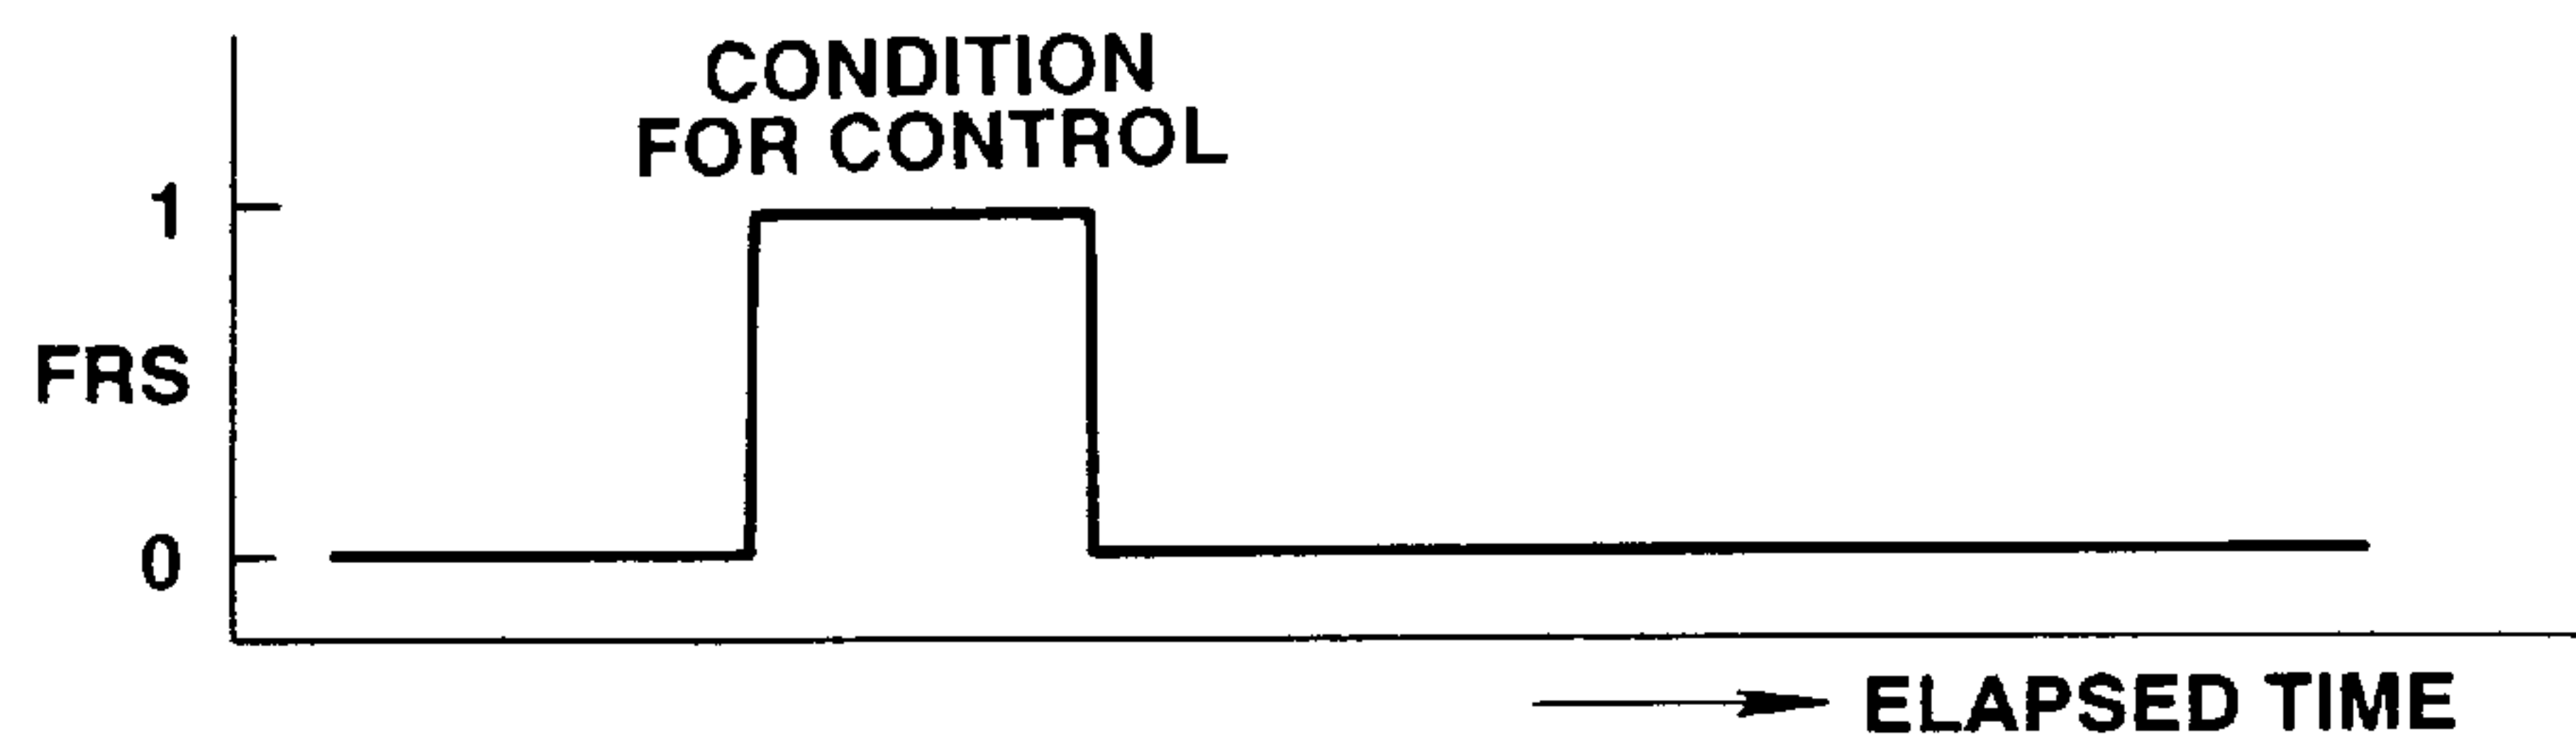 CONDITION
FOR CONTROL
1
FRS
0
ELAPSED TIME